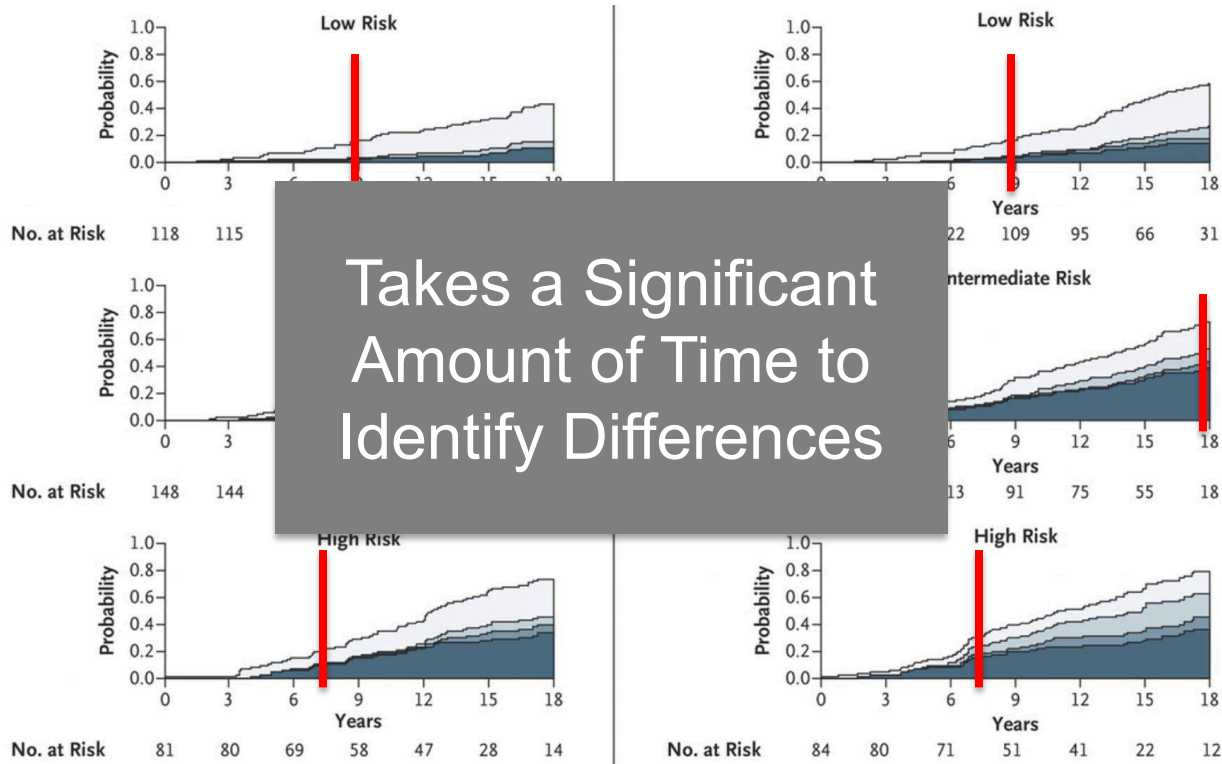 Low Risk
Probability
1.0
0.8
0.6
0.4
0.2
0.0
0 3 6 9 12 15 18
No. at Risk 118 115
Low Risk
Probability
1.0
0.8
0.6
0.4
0.2
0.0
0 6 9 12 15 18
Years
22 109 95 66 31
Takes a Significant
Amount of Time to
Identify Differences
Probability
1.0
0.8
0.6
0.4
0.2
0.0
0 3
No. at Risk 148 144
ntermediate Risk
6 9 12 15 18
Years
13 91 75 55 18
High Risk
Probability
1.0
0.8
0.6
0.4
0.2
0.0
0 3 6 9 12 15 18
Years
No. at Risk 81 80 69 58 47 28 14
High Risk
Probability
1.0
0.8
0.6
0.4
0.2
0.0
0 3 6 9 12 15 18
Years
No. at Risk 84 80 71 51 41 22 12